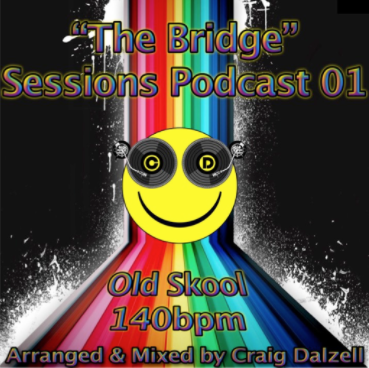 “The Bridge”
Sessions Podcast 01
C D
Old Skool
140bpm
Arranged & Mixed by Craig Dalzell